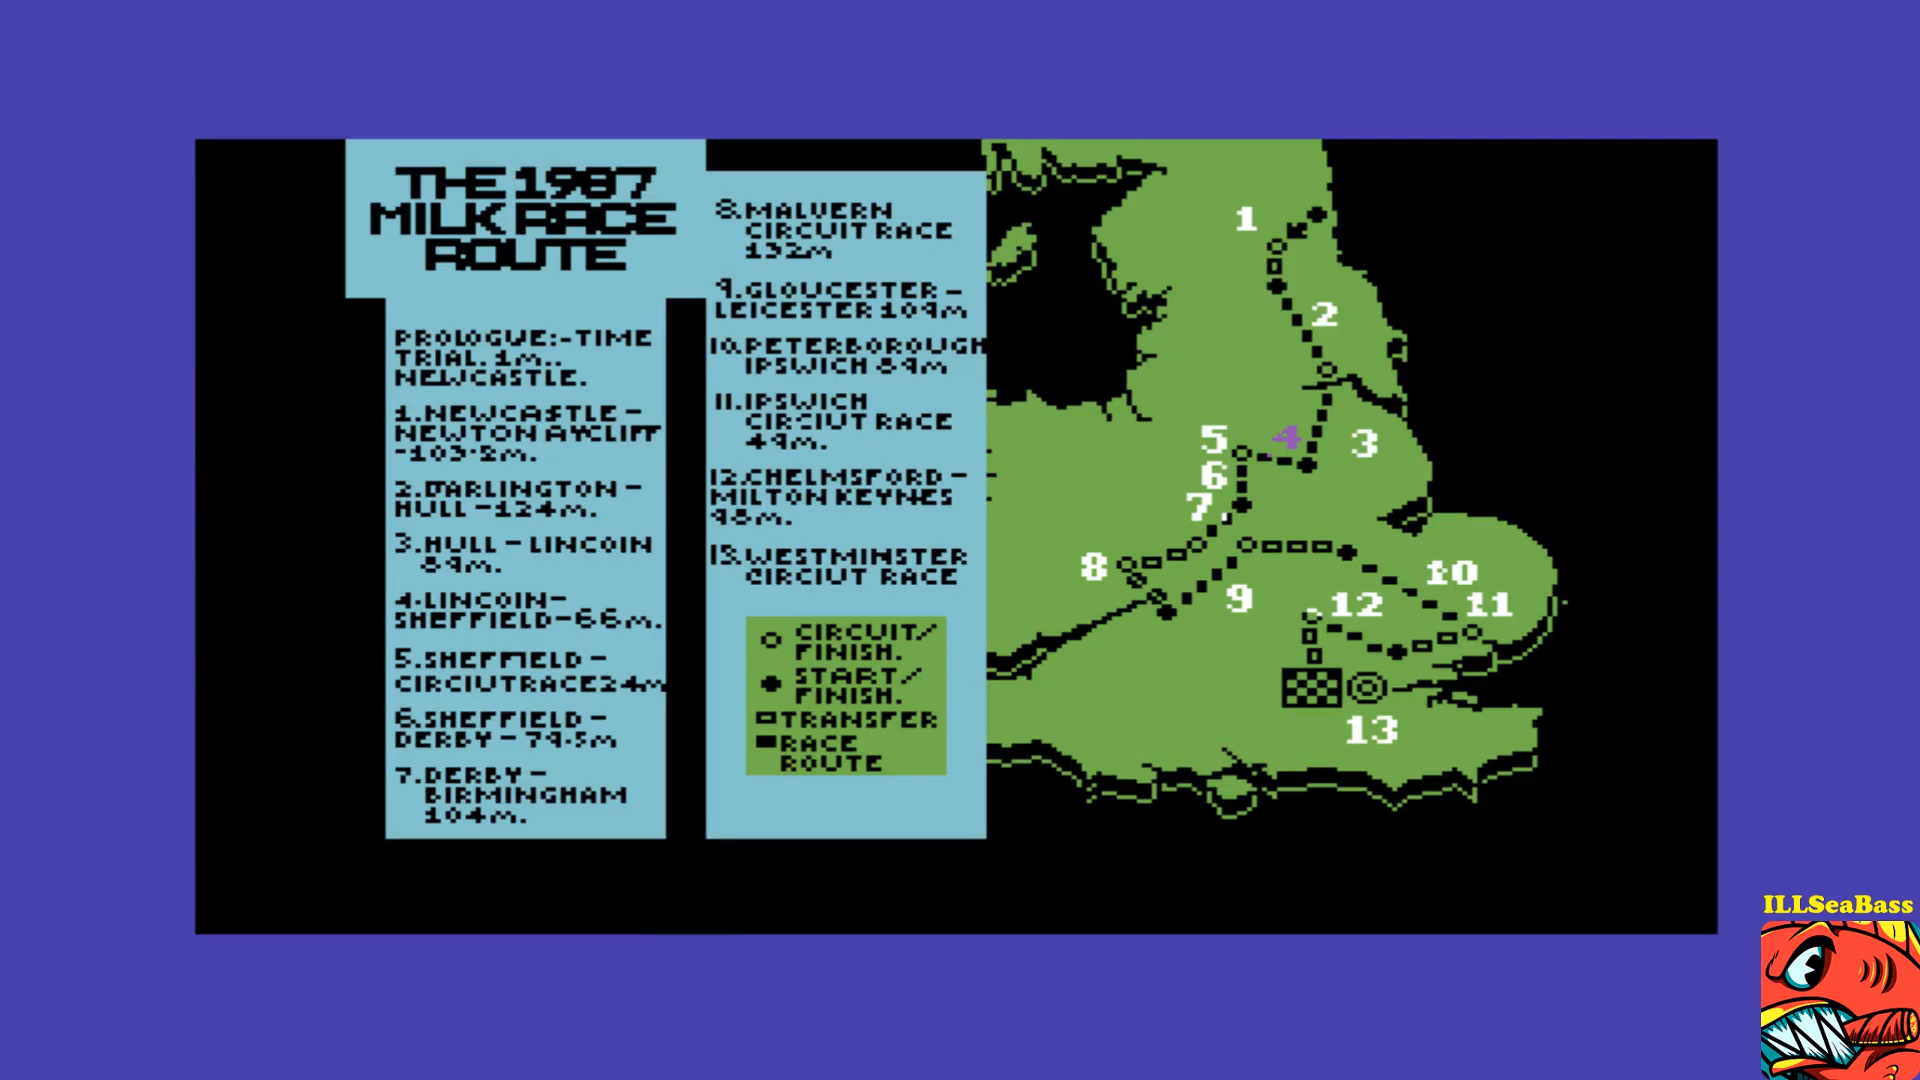 THE 1987
MILK RACE
ROUTE
PROLOGUE:-TIME
TRIAL. 1m..
NEWCASTLE.
1.NEWCASTLE -
NEWTON AYCLIFF
-103·2m.
2.DARLINGTON -
HULL -124m.
3.HULL - LINCOIN
89m.
4.LINCOIN-
SHEFFIELD-66m.
5.SHEFFIELD -
CIRCIUTRACE24m
6.SHEFFIELD -
DERBY - 79·5m
7.DERBY -
BIRMINGHAM
104m.
8.MALVERN
CIRCUIT RACE
132m
9.GLOUCESTER -
LEICESTER 109m
10.PETERBOROUGH
IPSWICH 89m
11.IPSWICH
CIRCIUT RACE
49m.
12.CHELMSFORD -
MILTON KEYNES
98m.
13.WESTMINSTER
CIRCIUT RACE
CIRCUIT/
FINISH.
START/
FINISH.
TRANSFER
RACE
ROUTE
1
2
3
4
5
6
7.
8
9
10
11
12
13
ILLSeaBass